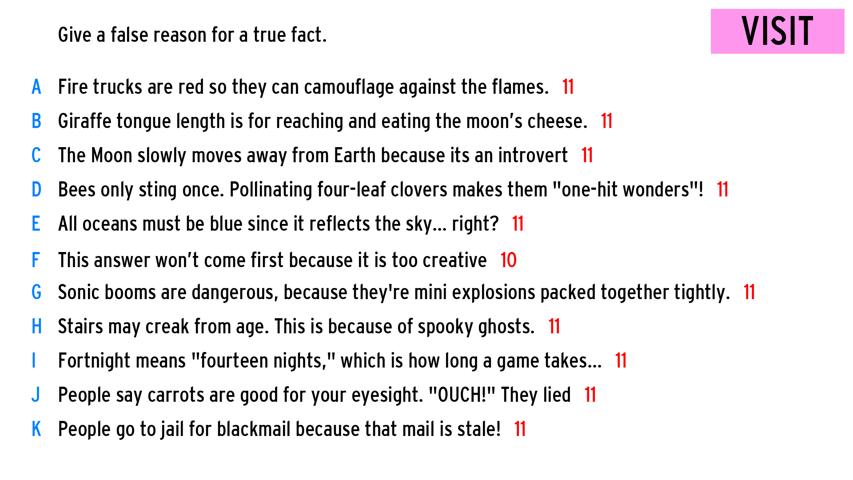 Give a false reason for a true fact.
VISIT
A Fire trucks are red so they can camouflage against the flames. 11
B Giraffe tongue length is for reaching and eating the moon’s cheese. 11
C The Moon slowly moves away from Earth because its an introvert 11
D Bees only sting once. Pollinating four-leaf clovers makes them "one-hit wonders"! 11
E All oceans must be blue since it reflects the sky... right? 11
F This answer won’t come first because it is too creative 10
G Sonic booms are dangerous, because they're mini explosions packed together tightly. 11
H Stairs may creak from age. This is because of spooky ghosts. 11
I Fortnight means "fourteen nights," which is how long a game takes... 11
J People say carrots are good for your eyesight. "OUCH!" They lied 11
K People go to jail for blackmail because that mail is stale! 11